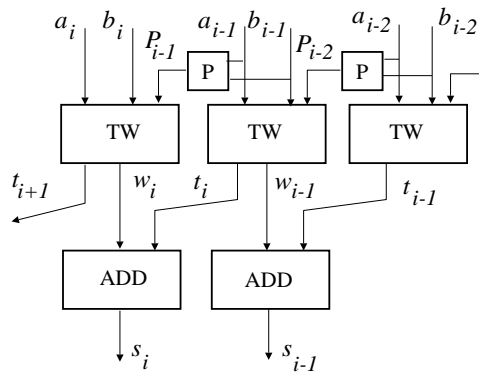 a_i b_i P_{i-1} a_{i-1} b_{i-1} P_{i-2} a_{i-2} b_{i-2}
P P
TW TW TW
t_{i+1} w_i t_i w_{i-1} t_{i-1}
ADD ADD
s_i s_{i-1}